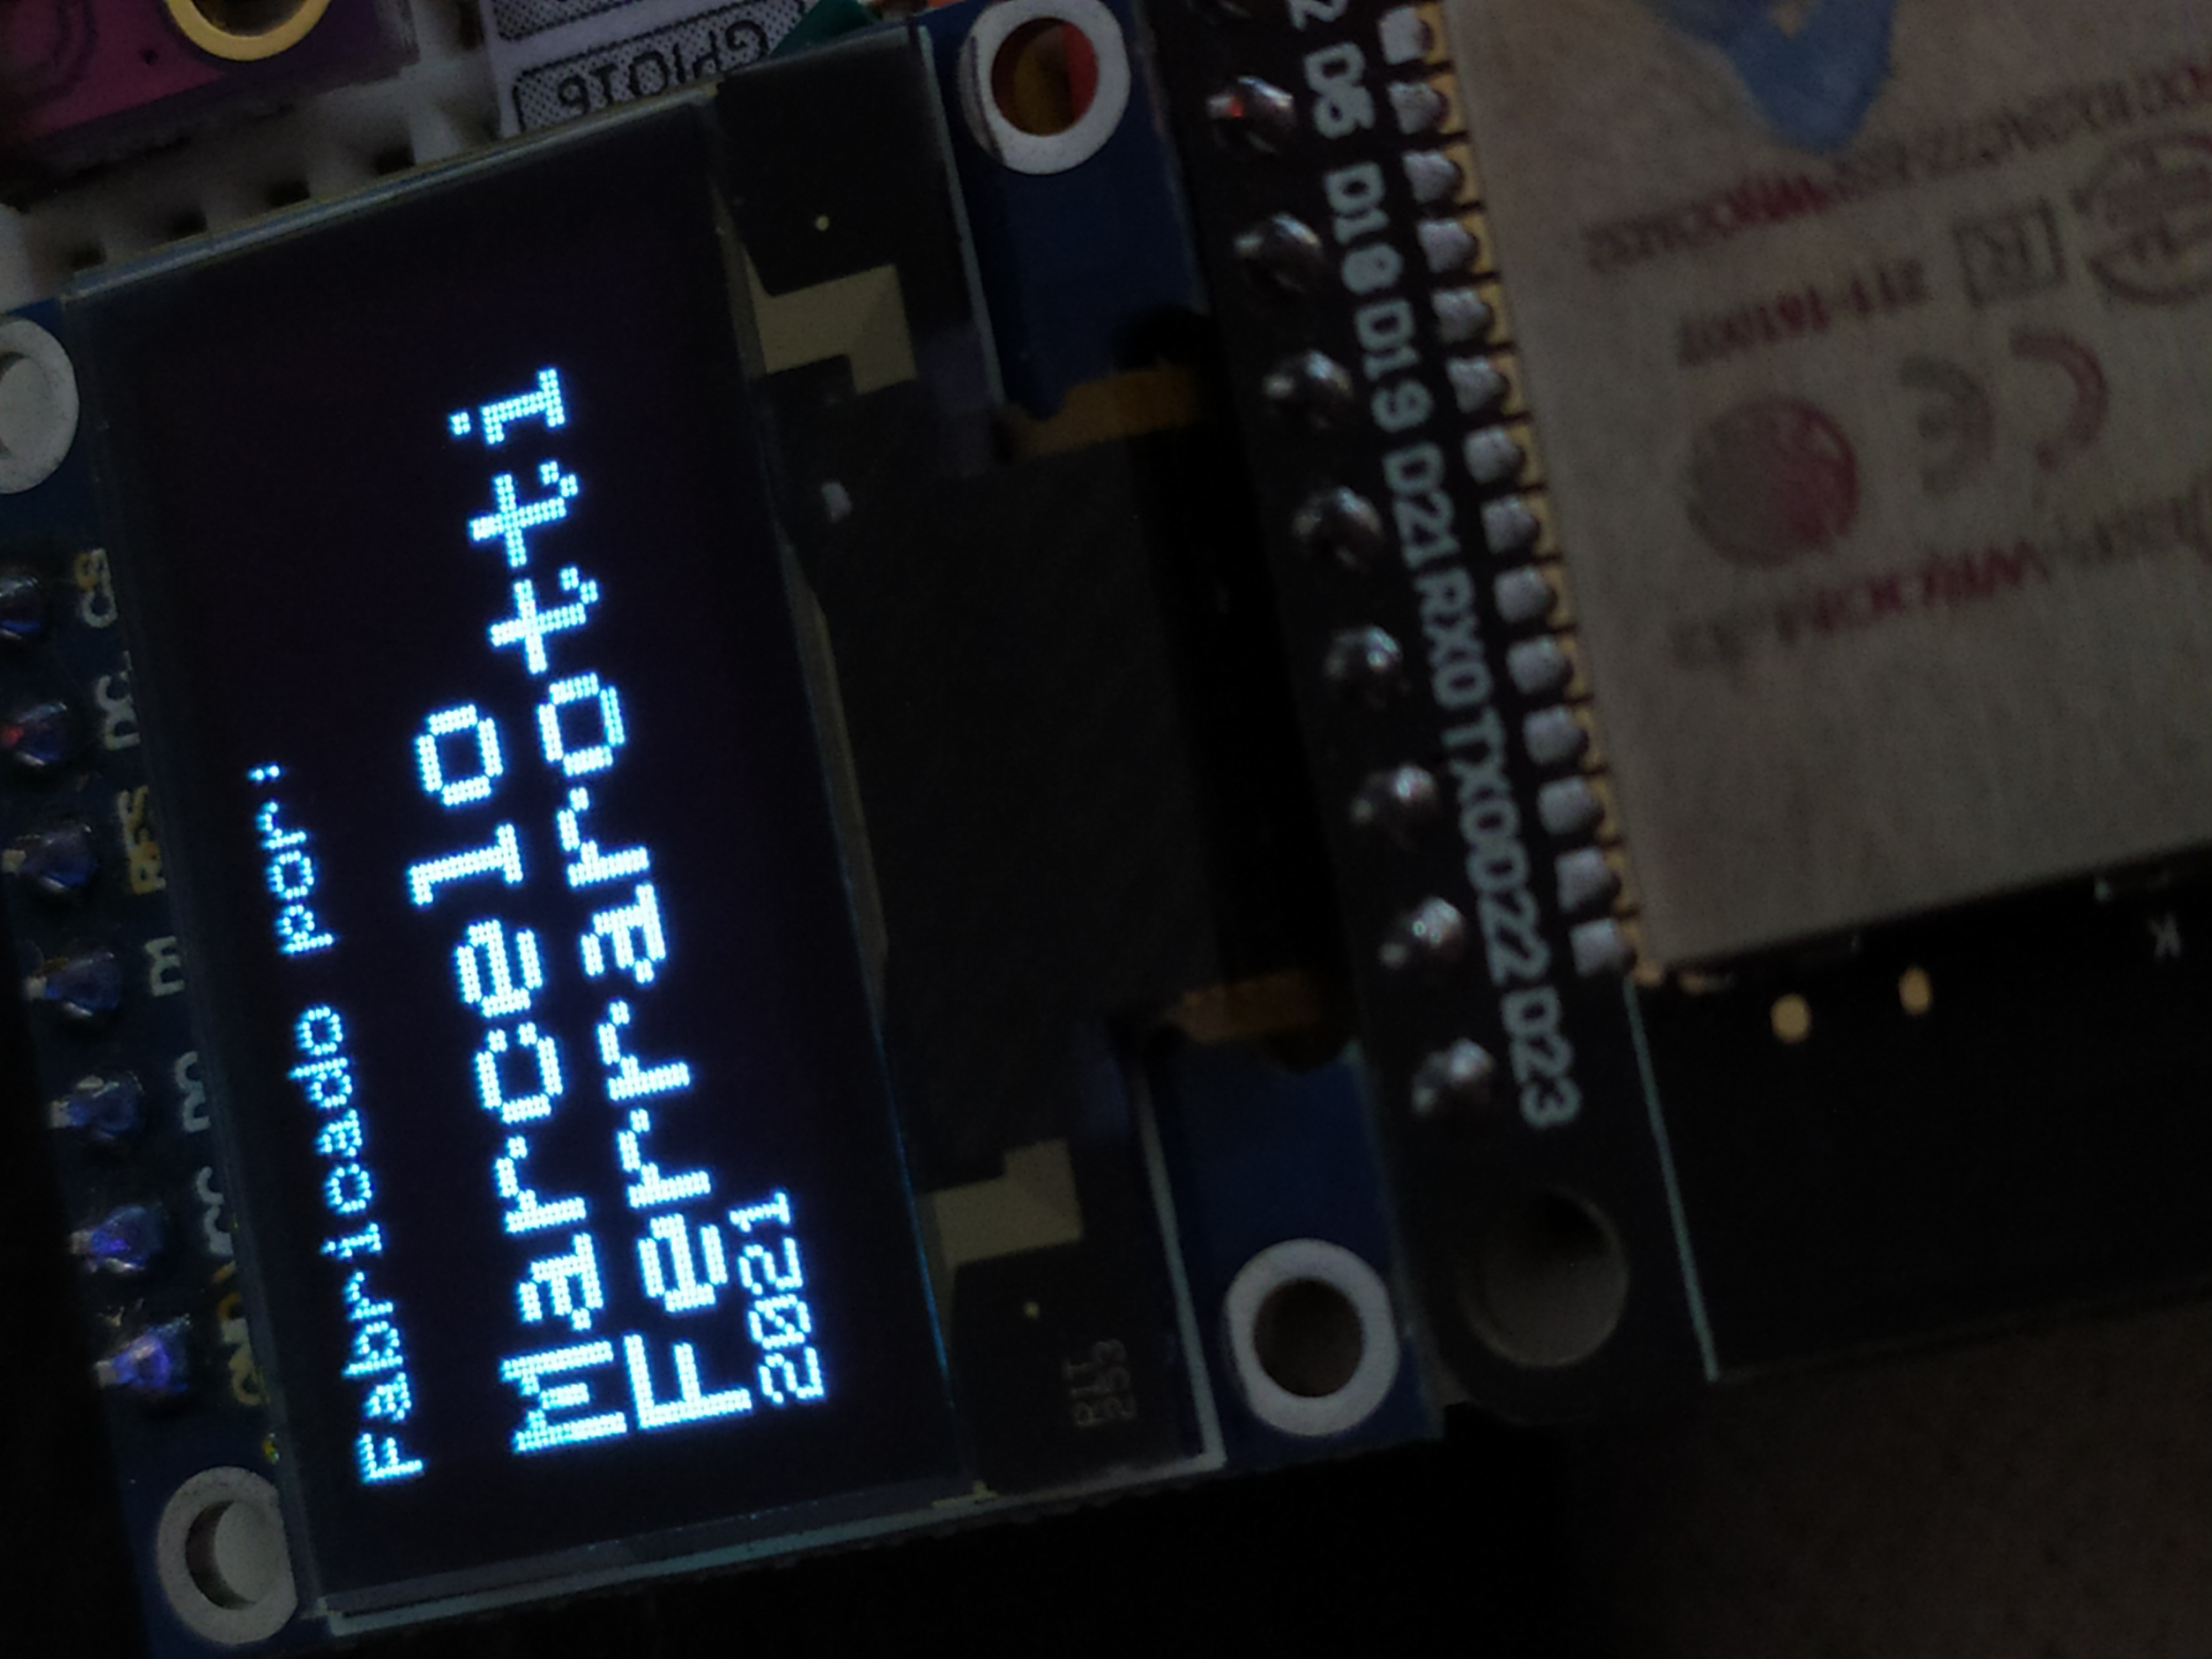 GND VCC D0 D1 RES DC CS
Fabricado por:
Marcelo
Ferrarotti
2021
GPIO16
RIT
253
D23 D22 TX0 RX0 D21 D19 D18 D5
CE